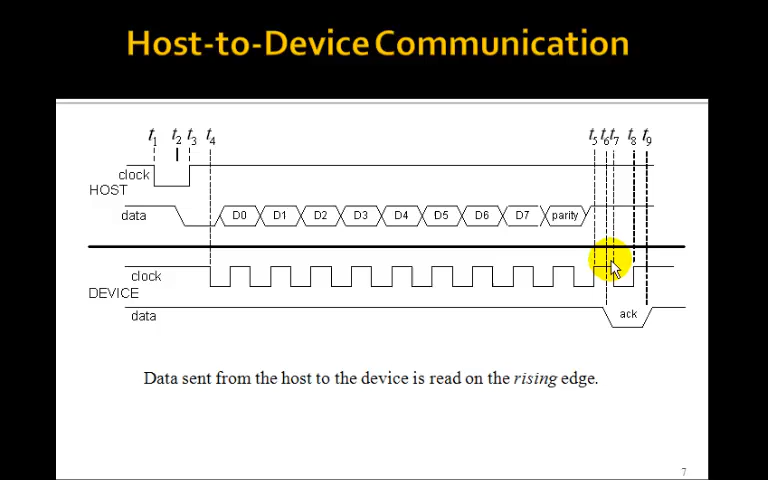 Host-to-Device Communication
t1 t2 t3 t4 t5 t6 t7 t8 t9
clock
HOST
data D0 D1 D2 D3 D4 D5 D6 D7 parity
clock
DEVICE
data ack
Data sent from the host to the device is read on the rising edge.
7